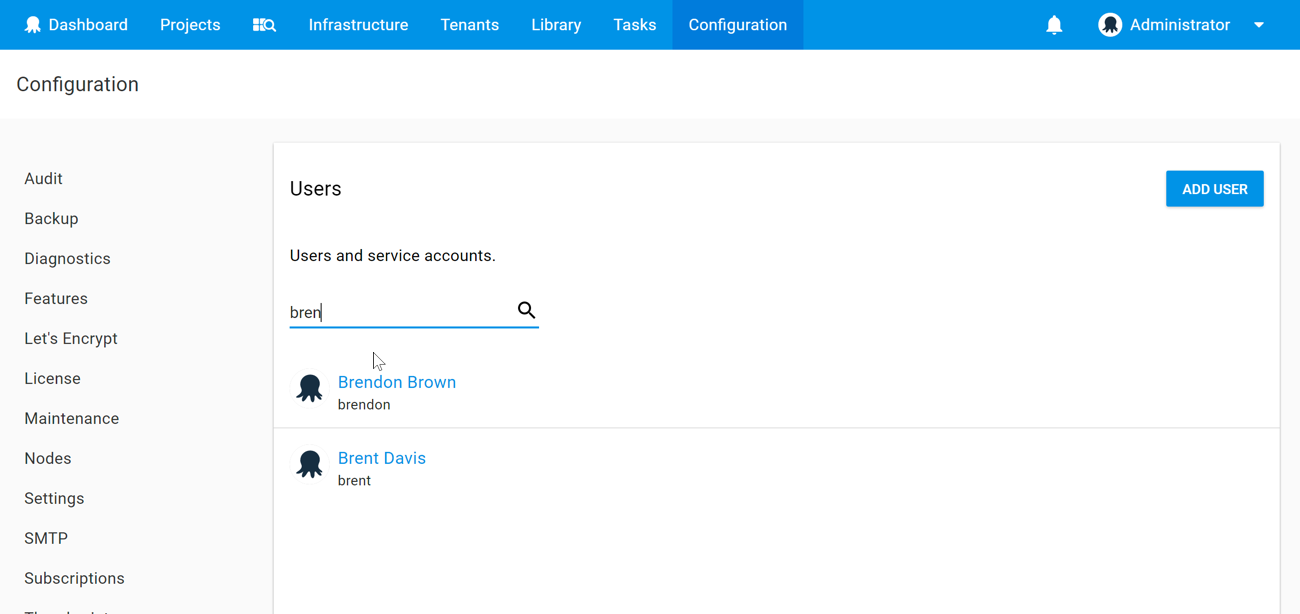 Dashboard Projects Infrastructure Tenants Library Tasks Configuration Administrator
Configuration
Audit
Backup
Diagnostics
Features
Let's Encrypt
License
Maintenance
Nodes
Settings
SMTP
Subscriptions
Users
ADD USER
Users and service accounts.
bren
Brendon Brown
brendon
Brent Davis
brent